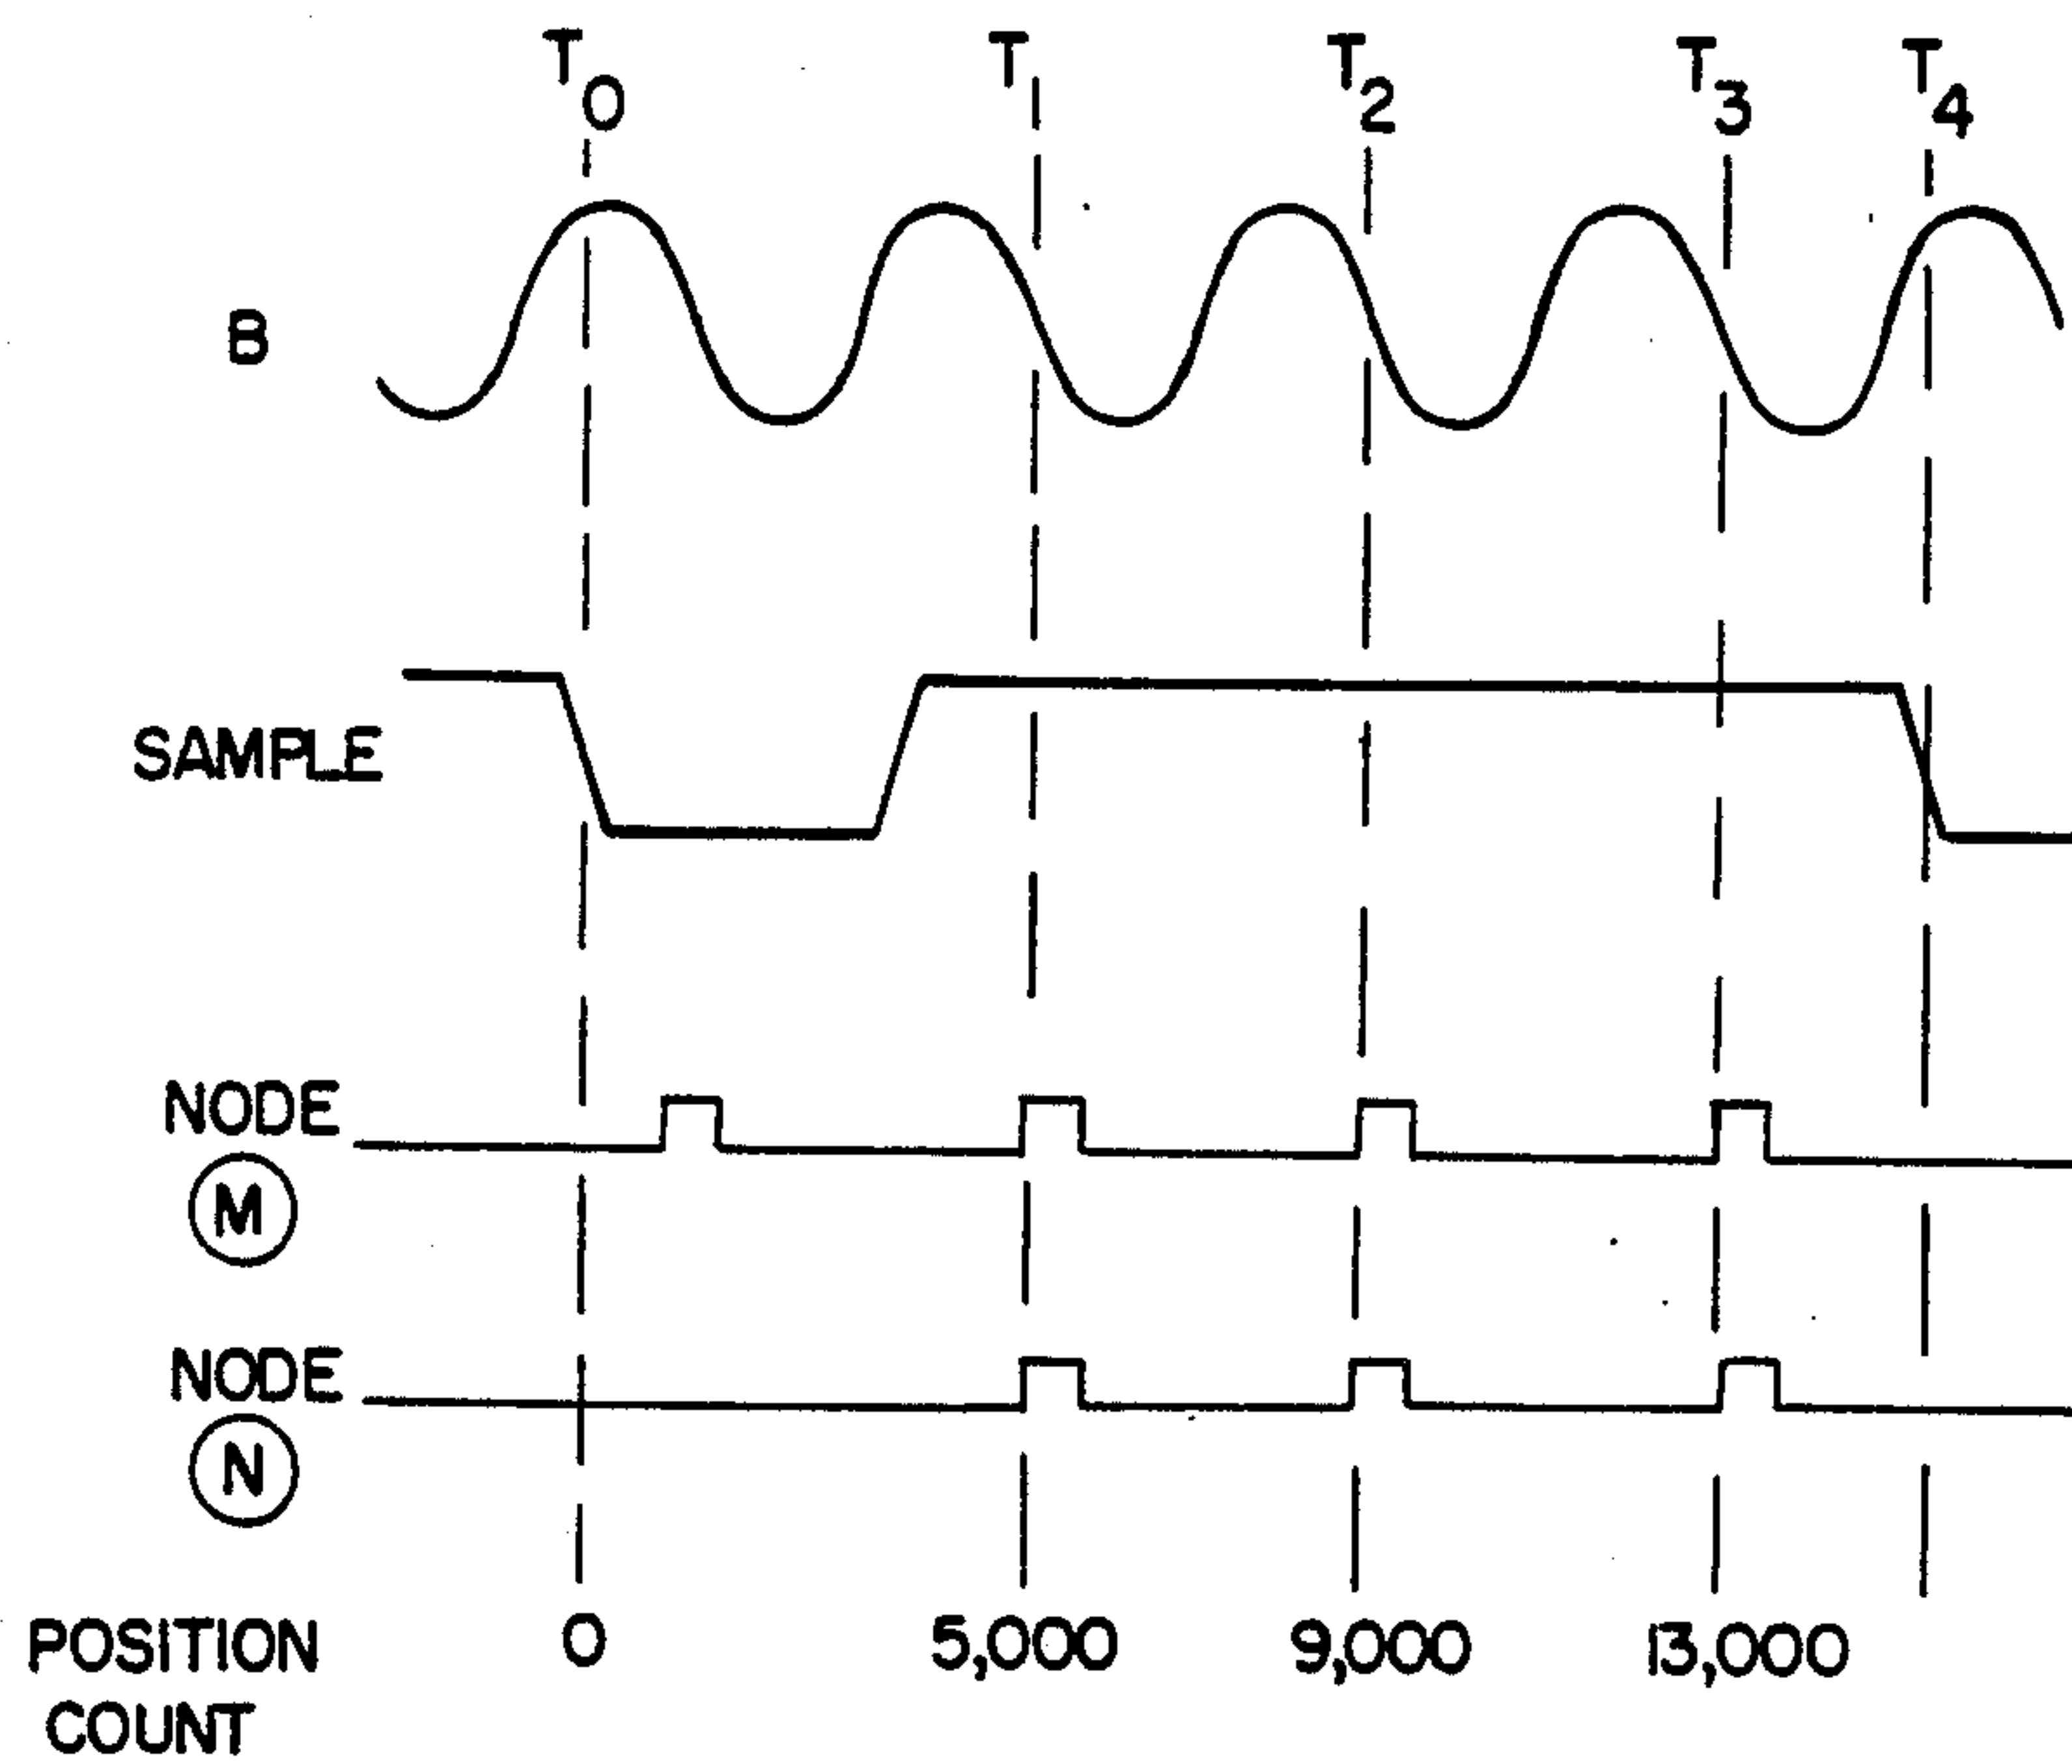 T0 T1 T2 T3 T4
B
SAMPLE
NODE
M
NODE
N
POSITION
COUNT
0 5,000 9,000 13,000